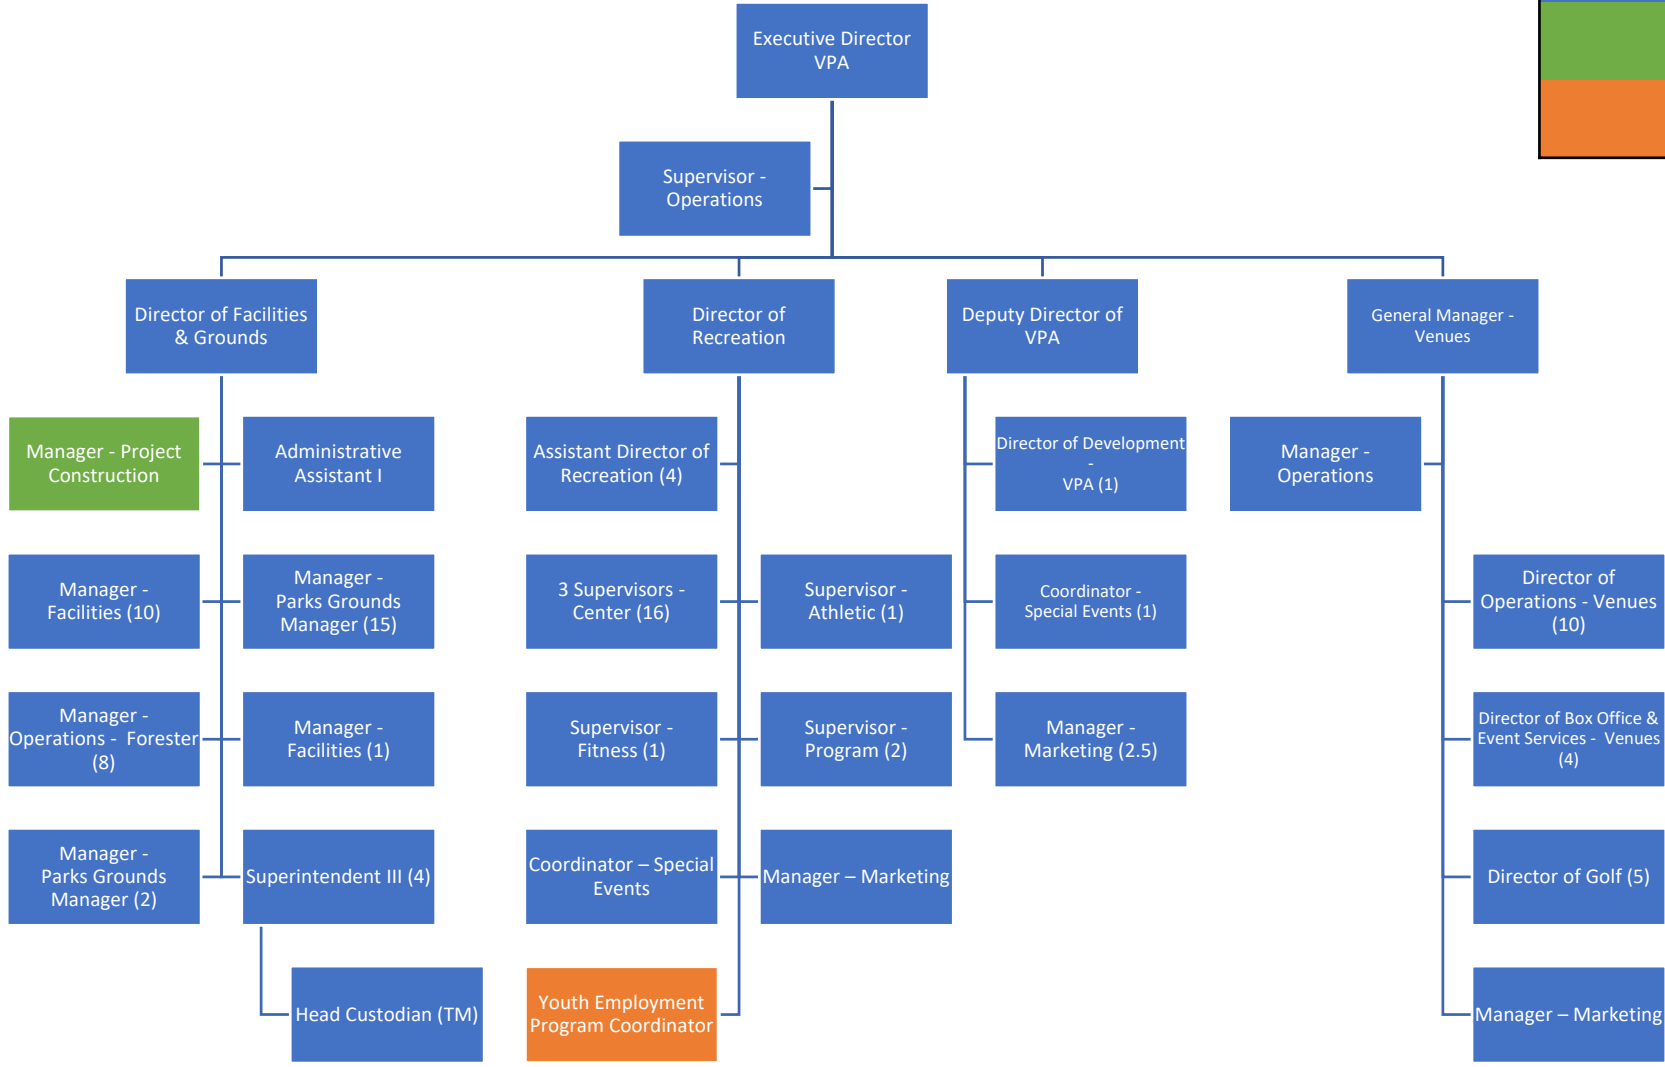 Executive Director
VPA
Supervisor -
Operations
Director of Facilities
& Grounds
Director of
Recreation
Deputy Director of
VPA
General Manager -
Venues
Manager - Project
Construction
Administrative
Assistant I
Assistant Director of
Recreation (4)
Director of Development
-
VPA (1)
Manager -
Operations
Manager -
Facilities (10)
Manager -
Parks Grounds
Manager (15)
3 Supervisors -
Center (16)
Supervisor -
Athletic (1)
Coordinator -
Special Events (1)
Director of
Operations - Venues
(10)
Manager -
Operations - Forester
(8)
Manager -
Facilities (1)
Supervisor -
Fitness (1)
Supervisor -
Program (2)
Manager -
Marketing (2.5)
Director of Box Office &
Event Services - Venues
(4)
Manager -
Parks Grounds
Manager (2)
Superintendent III (4)
Coordinator – Special
Events
Manager – Marketing
Director of Golf (5)
Head Custodian (TM)
Youth Employment
Program Coordinator
Manager – Marketing